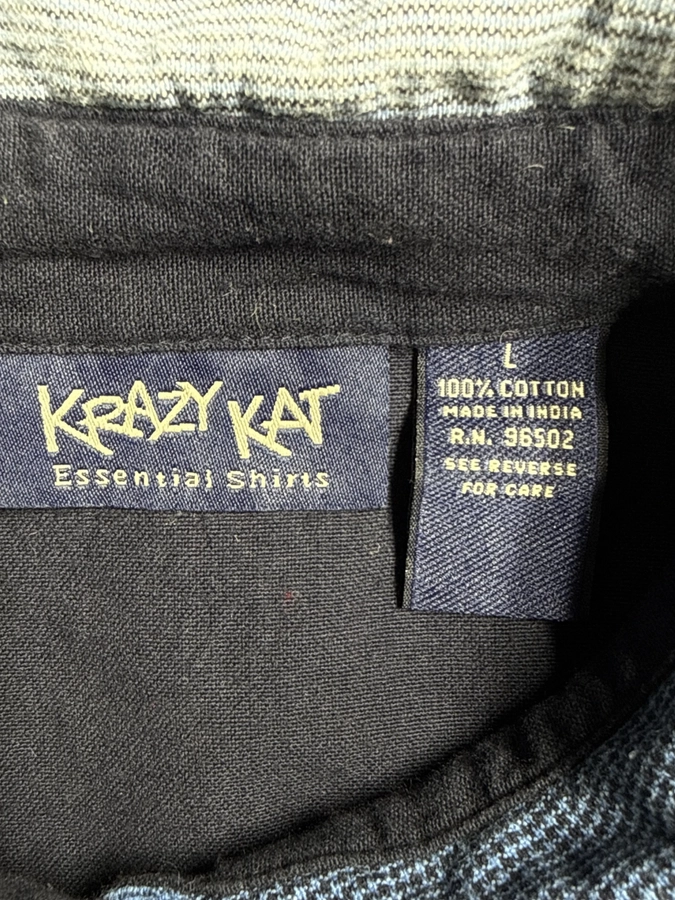 KRAZY KAT
Essential Shirts
L
100% COTTON
MADE IN INDIA
R.N. 96502
SEE REVERSE
FOR CARE